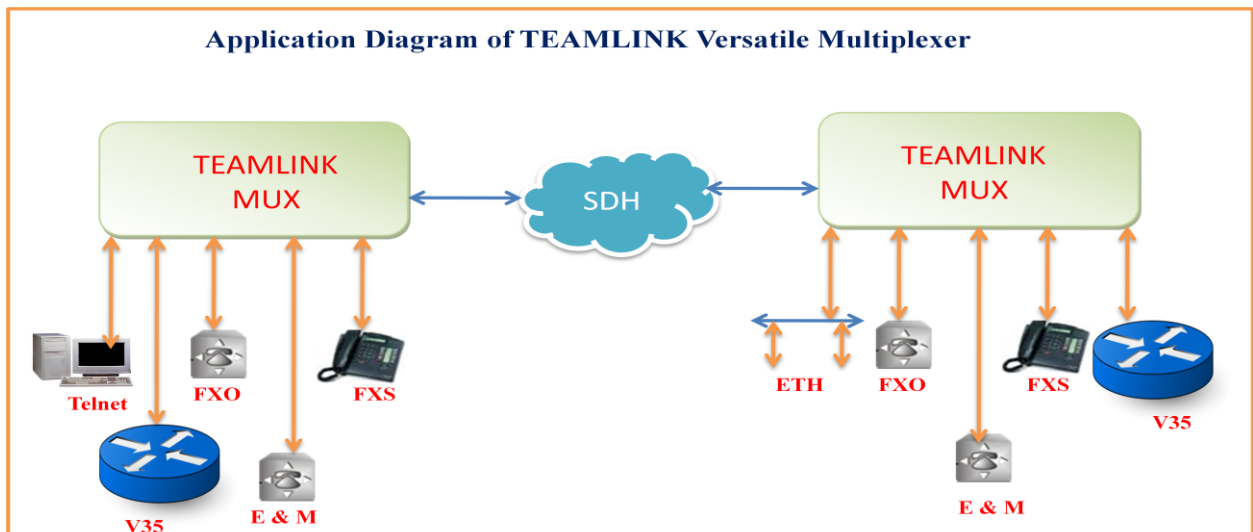 Application Diagram of TEAMLINK Versatile Multiplexer
TEAMLINK
MUX
SDH
TEAMLINK
MUX
Telnet
FXO
FXS
V35
E & M
ETH
FXO
FXS
V35
E & M